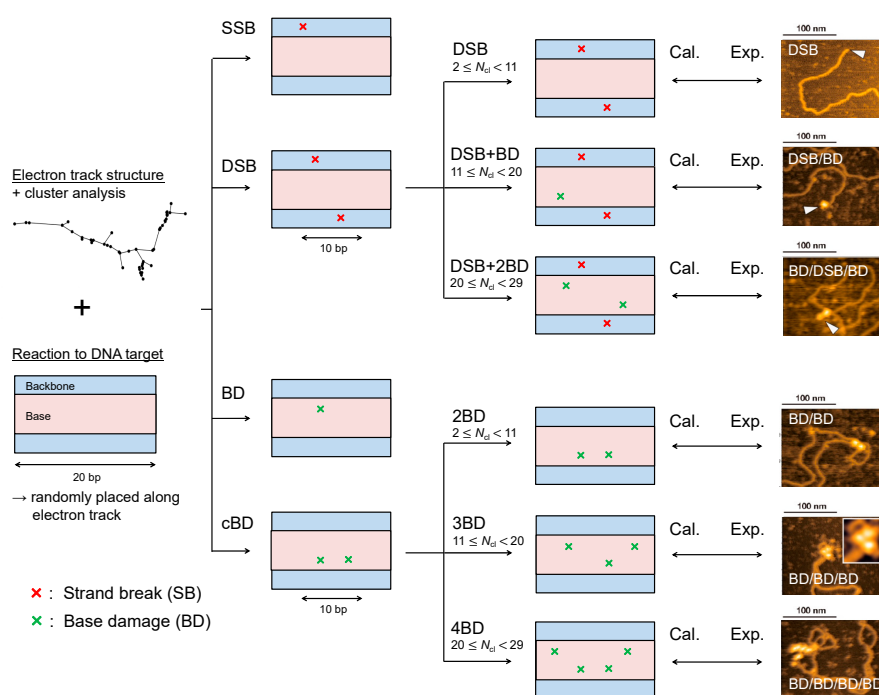 Electron track structure
+ cluster analysis
+
Reaction to DNA target
Backbone
Base
20 bp
→ randomly placed along
electron track
× : Strand break (SB)
× : Base damage (BD)
SSB
DSB
10 bp
BD
cBD
10 bp
DSB
2 ≤ Ncl < 11
Cal. Exp.
100 nm
DSB
DSB+BD
11 ≤ Ncl < 20
Cal. Exp.
100 nm
DSB/BD
DSB+2BD
20 ≤ Ncl < 29
Cal. Exp.
100 nm
BD/DSB/BD
2BD
2 ≤ Ncl < 11
Cal. Exp.
100 nm
BD/BD
3BD
11 ≤ Ncl < 20
Cal. Exp.
100 nm
BD/BD/BD
4BD
20 ≤ Ncl < 29
Cal. Exp.
100 nm
BD/BD/BD/BD